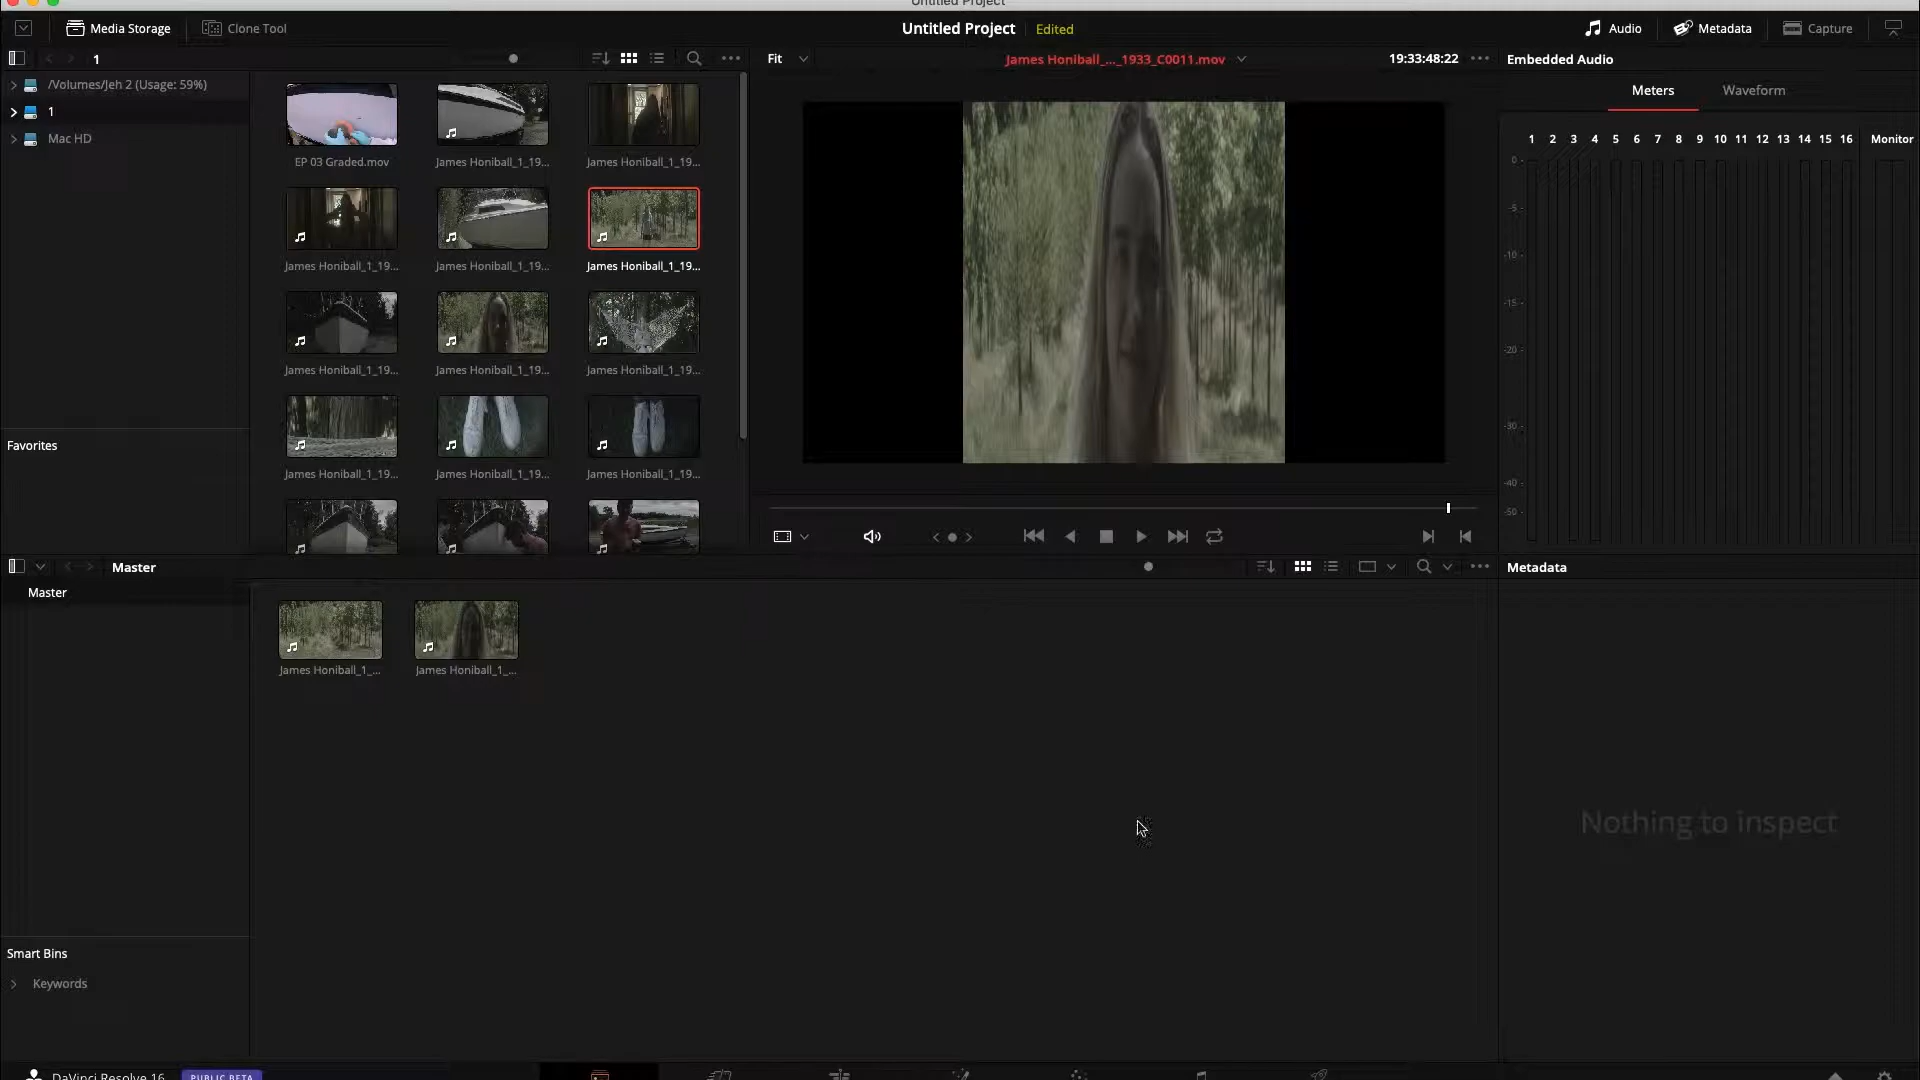 Untitled Project
Media Storage
Clone Tool
Untitled Project
Edited
Audio
Metadata
Capture
1
Fit
James Honiball_..._1933_C0011.mov
19:33:48:22
Embedded Audio
/Volumes/Jeh 2 (Usage: 59%)
1
Mac HD
Meters
Waveform
1 2 3 4 5 6 7 8 9 10 11 12 13 14 15 16 Monitor
0
-5
-10
-15
-20
-30
-40
-50
EP 03 Graded.mov
James Honiball_1_19...
James Honiball_1_19...
James Honiball_1_19...
James Honiball_1_19...
James Honiball_1_19...
James Honiball_1_19...
James Honiball_1_19...
James Honiball_1_19...
James Honiball_1_19...
James Honiball_1_19...
James Honiball_1_19...
Favorites
Master
Metadata
Master
James Honiball_1_...
James Honiball_1_...
Nothing to inspect
Smart Bins
Keywords
DaVinci Resolve 16
PUBLIC BETA